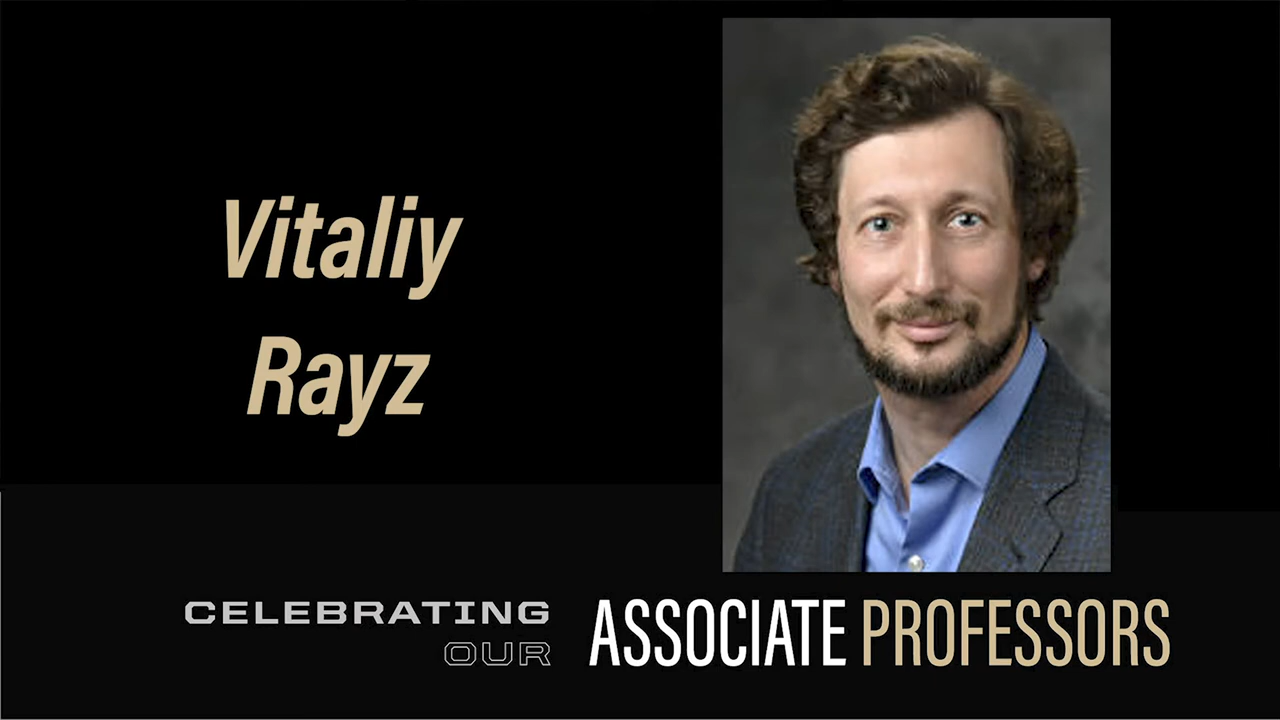 Vitaliy
Rayz
CELEBRATING
OUR
ASSOCIATE PROFESSORS